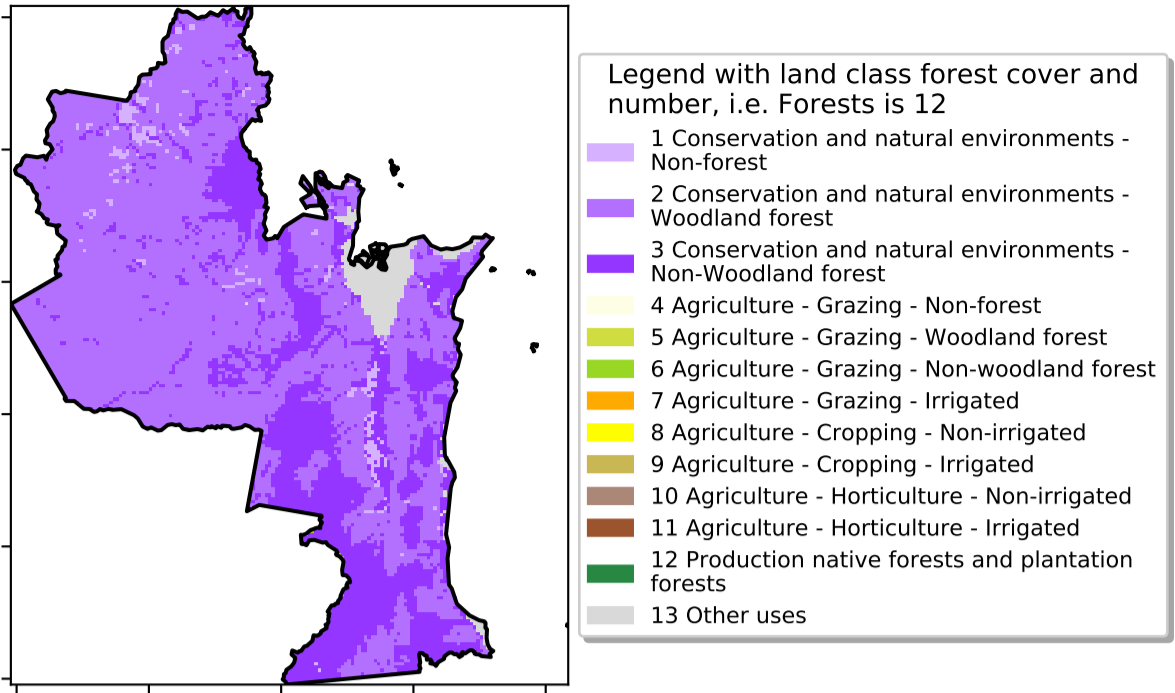 Legend with land class forest cover and
number, i.e. Forests is 12
1 Conservation and natural environments -
Non-forest
2 Conservation and natural environments -
Woodland forest
3 Conservation and natural environments -
Non-Woodland forest
4 Agriculture - Grazing - Non-forest
5 Agriculture - Grazing - Woodland forest
6 Agriculture - Grazing - Non-woodland forest
7 Agriculture - Grazing - Irrigated
8 Agriculture - Cropping - Non-irrigated
9 Agriculture - Cropping - Irrigated
10 Agriculture - Horticulture - Non-irrigated
11 Agriculture - Horticulture - Irrigated
12 Production native forests and plantation
forests
13 Other uses